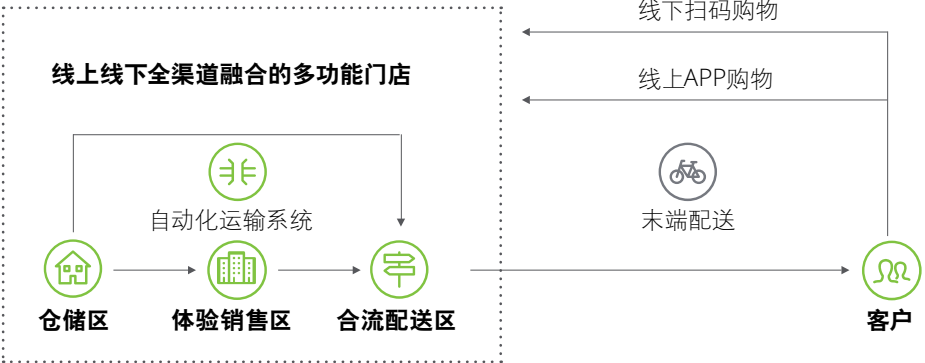 线下扫码购物
线上线下全渠道融合的多功能门店
线上APP购物
自动化运输系统
末端配送
仓储区
体验销售区
合流配送区
客户